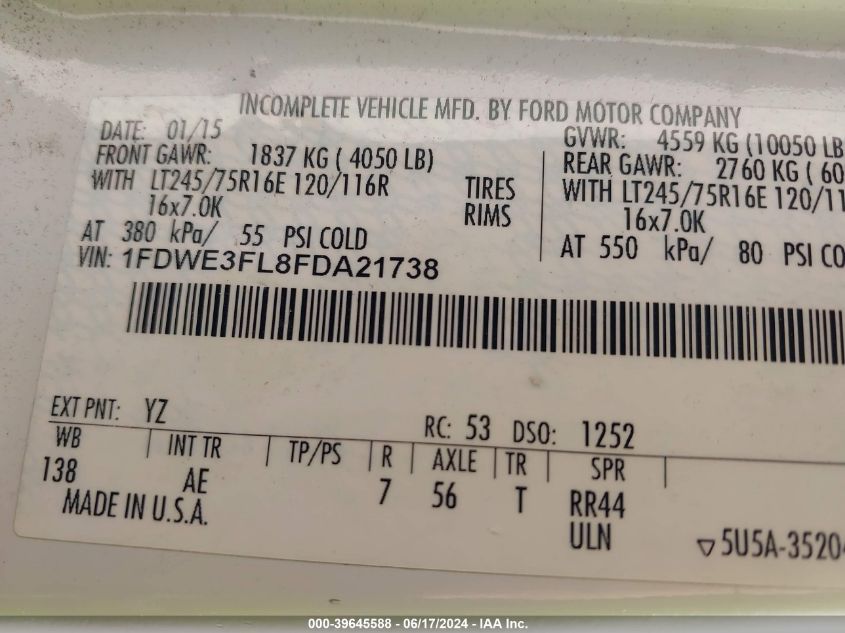 INCOMPLETE VEHICLE MFD. BY FORD MOTOR COMPANY
DATE: 01/15 GVWR: 4559 KG (10050 LB
FRONT GAWR: 1837 KG ( 4050 LB) REAR GAWR: 2760 KG ( 60
WITH LT245/75R16E 120/116R TIRES WITH LT245/75R16E 120/11
16x7.0K RIMS 16x7.0K
AT 380 kPa/ 55 PSI COLD AT 550 kPa/ 80 PSI CO
VIN: 1FDWE3FL8FDA21738
EXT PNT: YZ RC: 53 DSO: 1252
WB INT TR TP/PS R AXLE TR SPR
138 AE 7 56 T RR44
MADE IN U.S.A. ULN
▽5U5A-3520
000-39645588 - 06/17/2024 - IAA Inc.